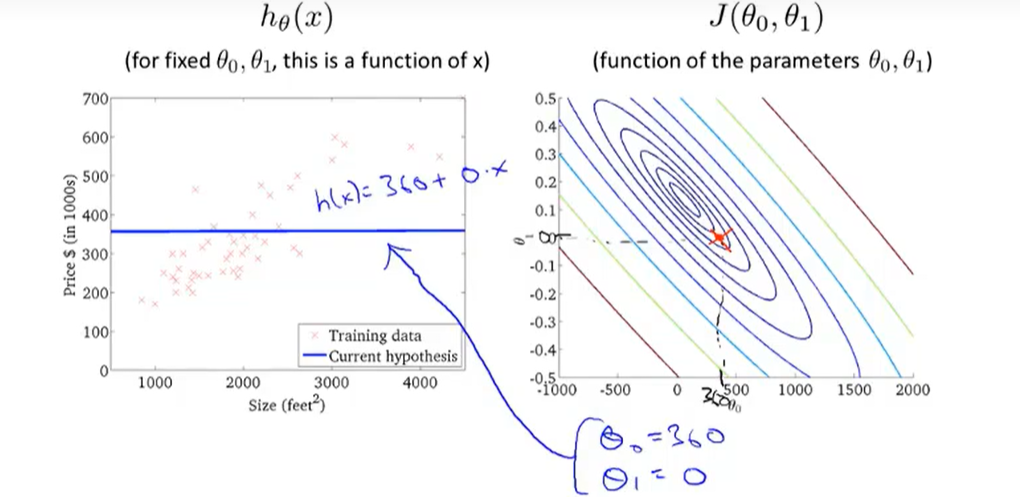 hθ(x)
(for fixed θ₀, θ₁, this is a function of x)
700
600
500
400
300
200
100
0
Price $ (in 1000s)
1000
2000
3000
4000
Size (feet²)
h(x) = 360 + 0·x
Training data
Current hypothesis
J(θ₀, θ₁)
(function of the parameters θ₀, θ₁)
0.5
0.4
0.3
0.2
0.1
0
-0.1
-0.2
-0.3
-0.4
-0.5
θ₁
-1000
-500
0
500
1000
1500
2000
360
θ₀
θ₀ = 360
θ₁ = 0